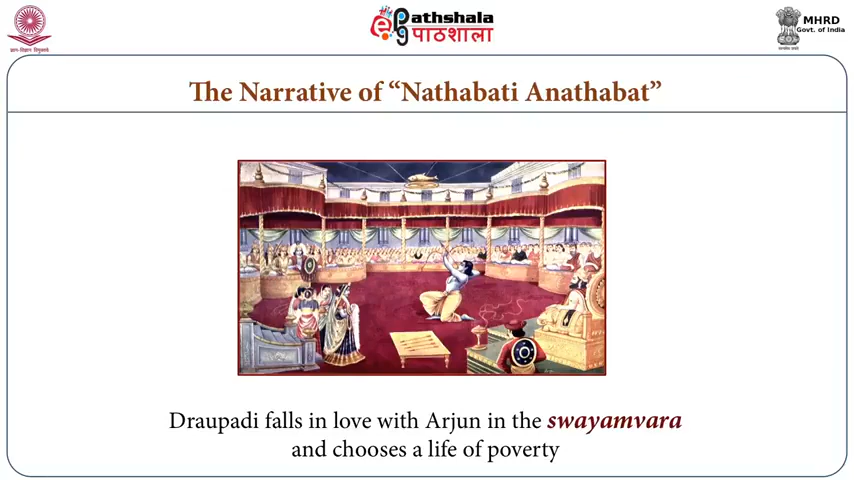 ePathshala
पाठशाला
MHRD
Govt. of India
The Narrative of “Nathabati Anathabat”
Draupadi falls in love with Arjun in the swayamvara
and chooses a life of poverty